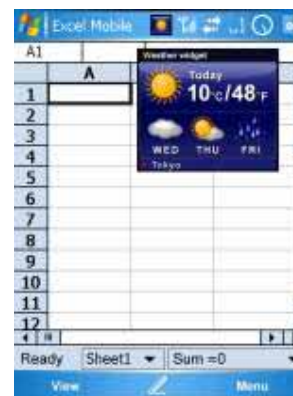 Excel Mobile
A1
Weather widget
Today
10°C/48°F
WED THU FRI
Tokyo
A
1
2
3
4
5
6
7
8
9
10
11
12
Ready Sheet1 Sum=0
View Menu